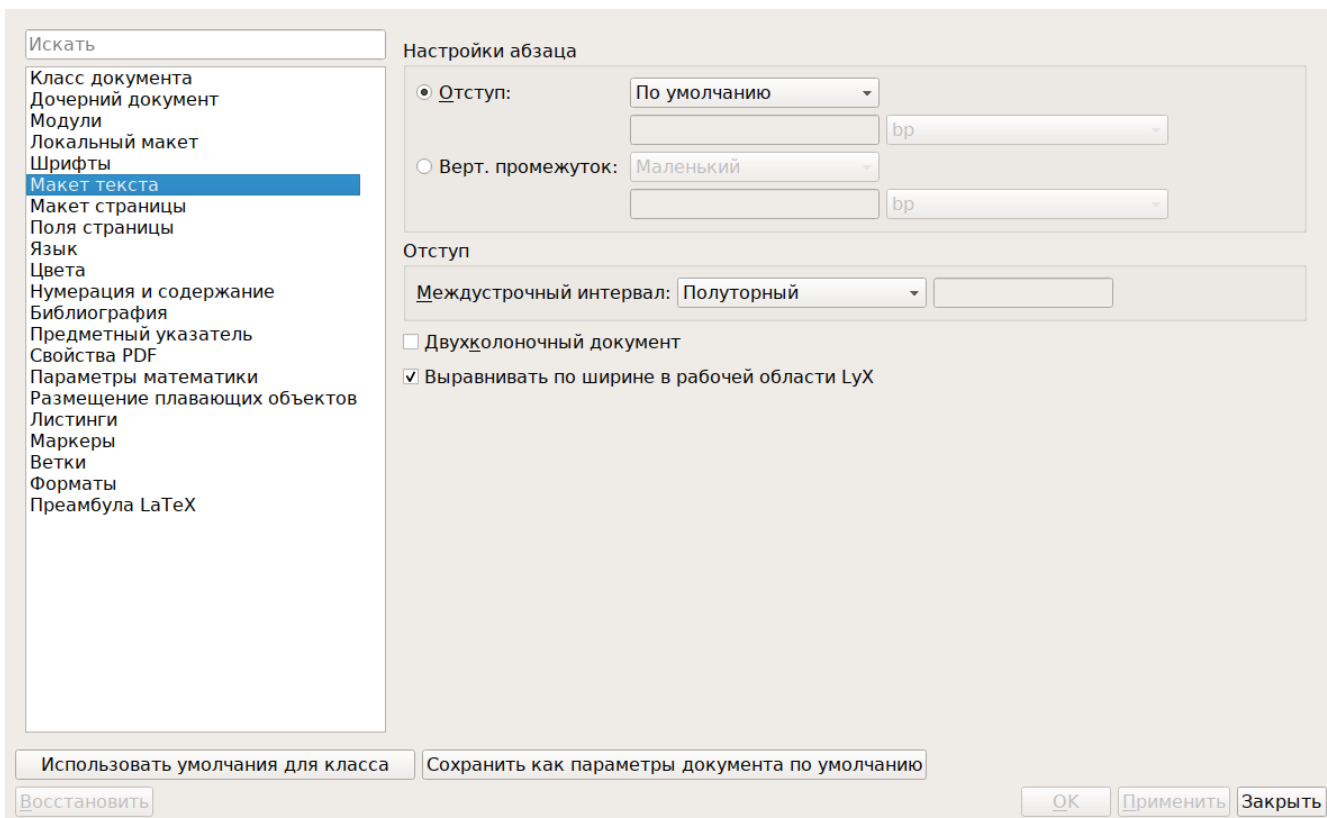 Искать
Класс документа
Дочерний документ
Модули
Локальный макет
Шрифты
Макет текста
Макет страницы
Поля страницы
Язык
Цвета
Нумерация и содержание
Библиография
Предметный указатель
Свойства PDF
Параметры математики
Размещение плавающих объектов
Листинги
Маркеры
Ветки
Форматы
Преамбула LaTeX
Настройки абзаца
Отступ: По умолчанию
bp
Верт. промежуток: Маленький
bp
Отступ
Междустрочный интервал: Полуторный
Двухколоночный документ
Выравнивать по ширине в рабочей области LyX
Использовать умолчания для класса Сохранить как параметры документа по умолчанию
Восстановить OK Применить Закрыть